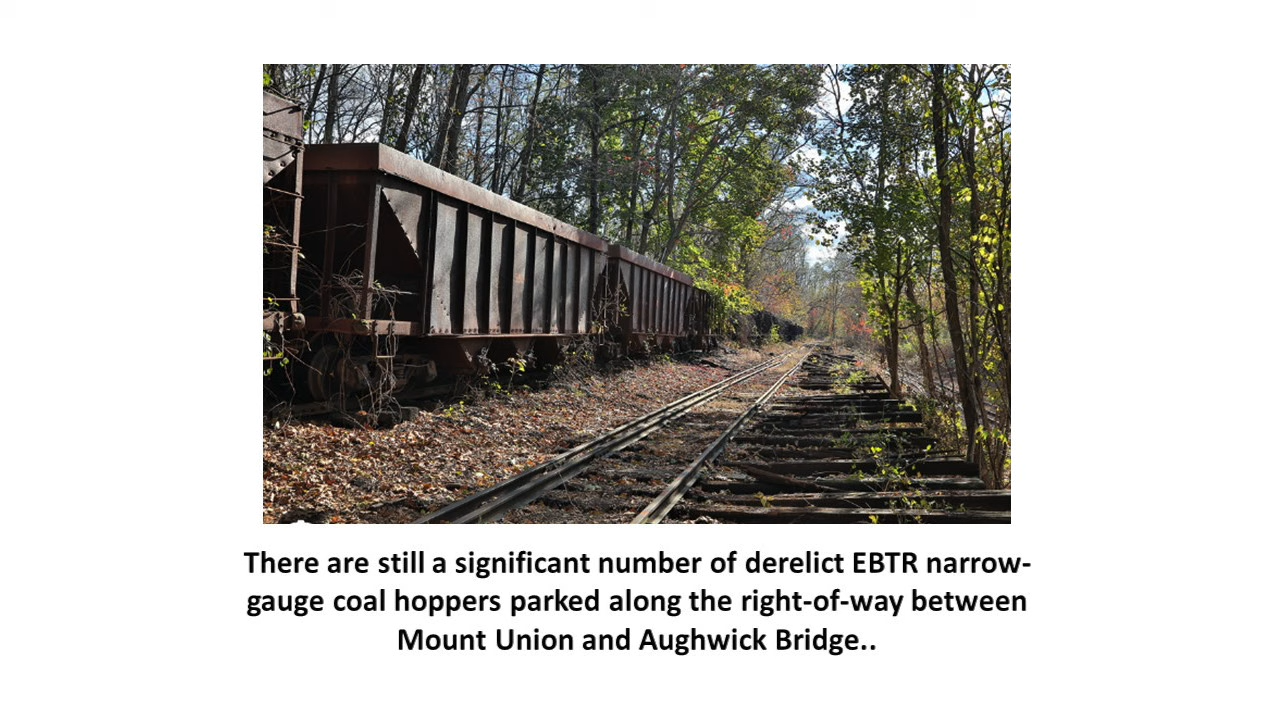 There are still a significant number of derelict EBTR narrow-
gauge coal hoppers parked along the right-of-way between
Mount Union and Aughwick Bridge..